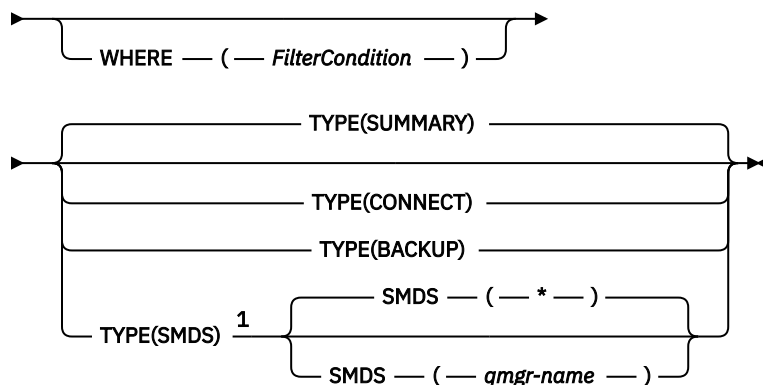 WHERE ( FilterCondition )
TYPE(SUMMARY)
TYPE(CONNECT)
TYPE(BACKUP)
SMDS ( * )
TYPE(SMDS) 1
SMDS ( qmgr-name )